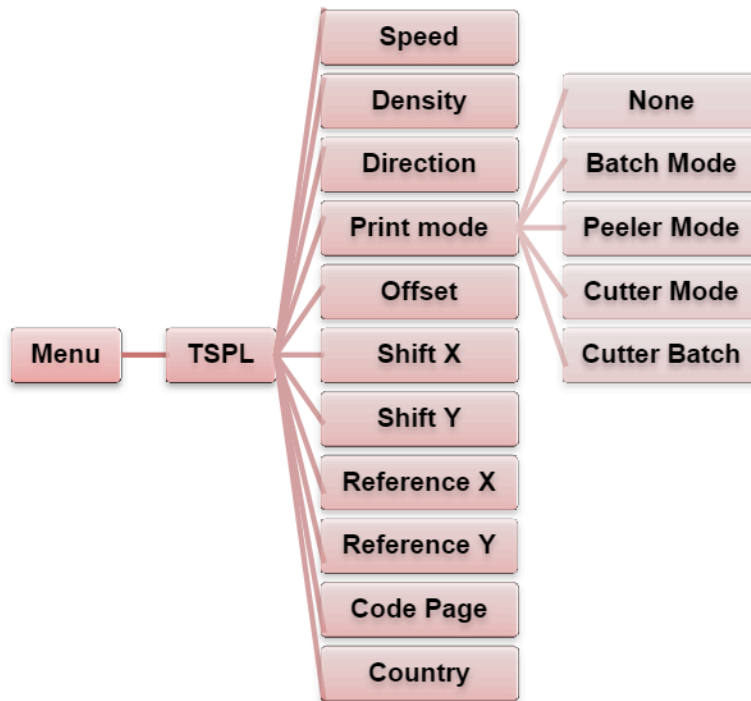 Menu
TSPL
Speed
Density
Direction
Print mode
Offset
Shift X
Shift Y
Reference X
Reference Y
Code Page
Country
None
Batch Mode
Peeler Mode
Cutter Mode
Cutter Batch